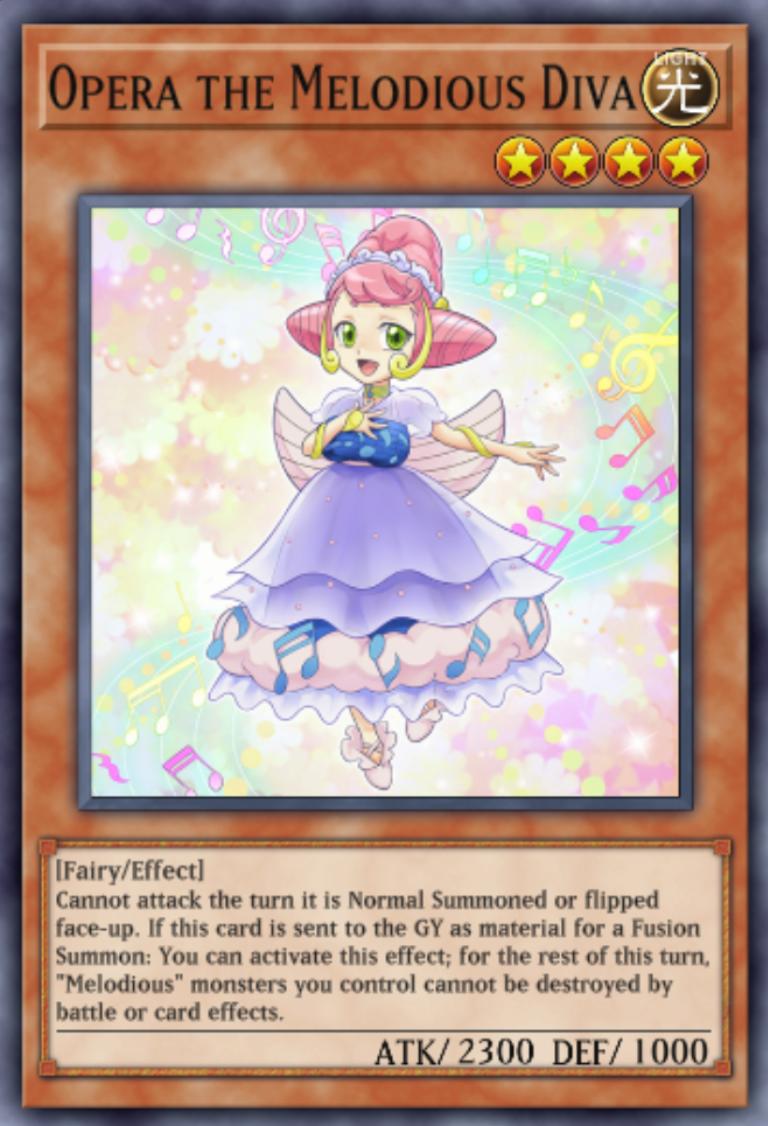 OPERA THE MELODIOUS DIVA
LIGHT
光
[Fairy/Effect]
Cannot attack the turn it is Normal Summoned or flipped
face-up. If this card is sent to the GY as material for a Fusion
Summon: You can activate this effect; for the rest of this turn,
"Melodious" monsters you control cannot be destroyed by
battle or card effects.
ATK/ 2300 DEF/ 1000